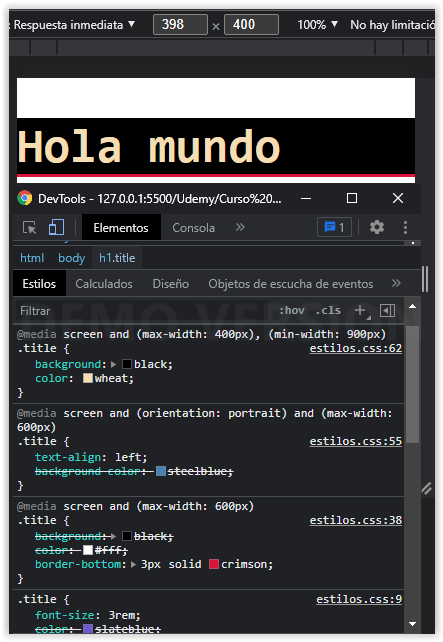 : Respuesta inmediata ▼ 398 × 400 100% ▼ No hay limitació
Hola mundo
DevTools - 127.0.0.1:5500/Udemy/Curso%20...
Elementos Consola » 1
html body h1.title
Estilos Calculados Diseño Objetos de escucha de eventos »
Filtrar :hov .cls +
DEMO VERSION
@media screen and (max-width: 400px), (min-width: 900px)
.title { estilos.css:62
background: ▶ black;
color: wheat;
}
@media screen and (orientation: portrait) and (max-width:
600px)
.title { estilos.css:55
text-align: left;
background-color: steelblue;
}
@media screen and (max-width: 600px)
.title { estilos.css:38
background: ▶ black;
color: #fff;
border-bottom: ▶ 3px solid crimson;
}
.title { estilos.css:9
font-size: 3rem;
color: slateblue;